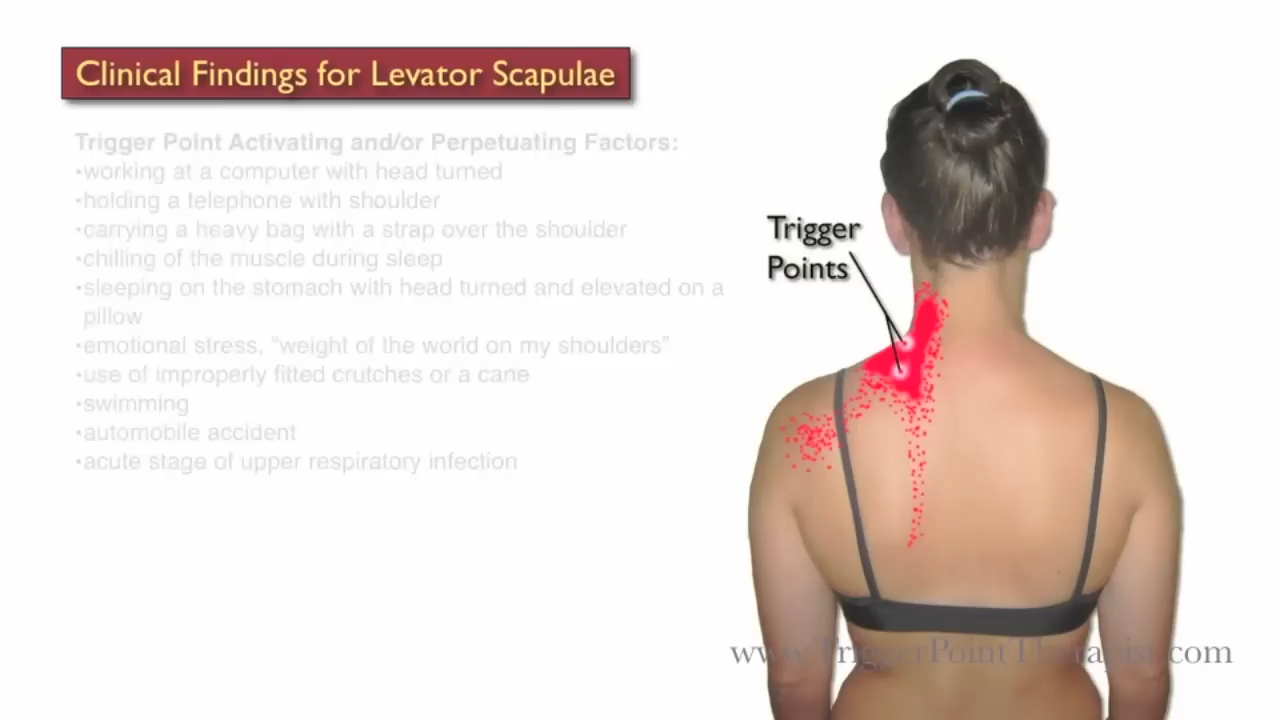 Clinical Findings for Levator Scapulae
Trigger Point Activating and/or Perpetuating Factors:
•working at a computer with head turned
•holding a telephone with shoulder
•carrying a heavy bag with a strap over the shoulder
•chilling of the muscle during sleep
•sleeping on the stomach with head turned and elevated on a
pillow
•emotional stress, “weight of the world on my shoulders”
•use of improperly fitted crutches or a cane
•swimming
•automobile accident
•acute stage of upper respiratory infection
Trigger
Points
www.TriggerPointTherapist.com